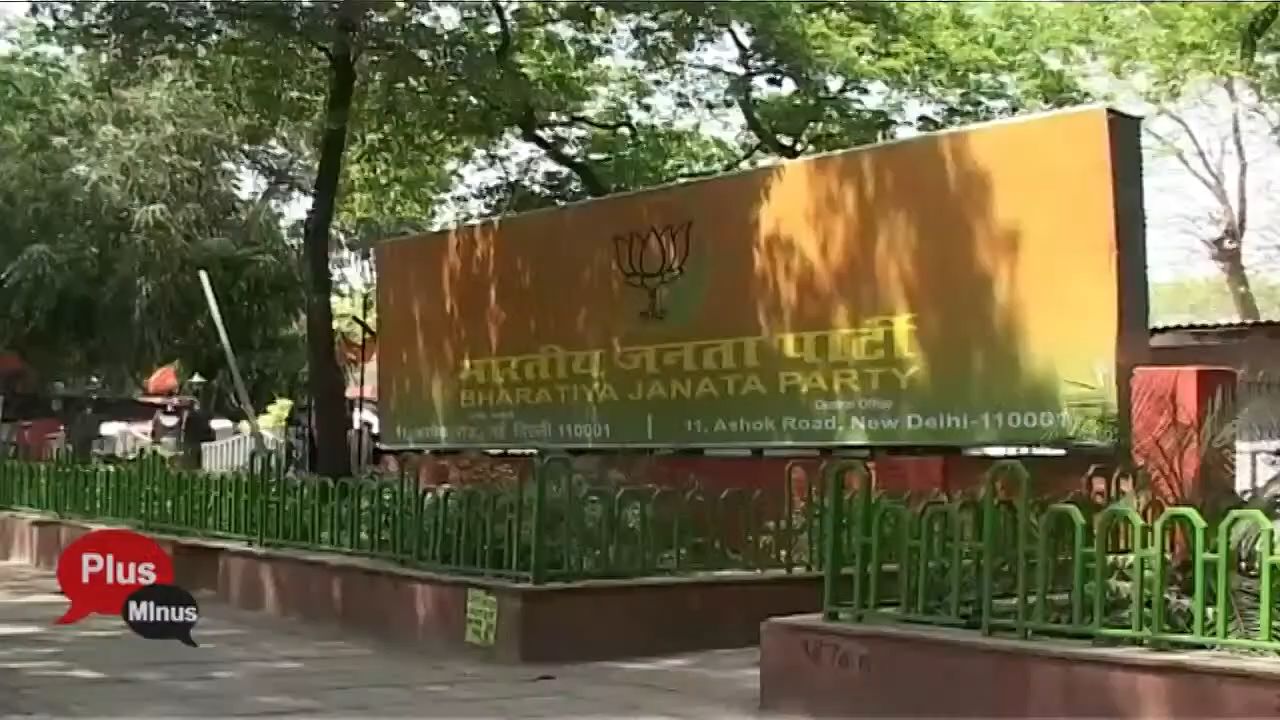 भारतीय जनता पार्टी
BHARATIYA JANATA PARTY
Central Office
110001
11, Ashok Road, New Delhi-110001
Plus
MInus